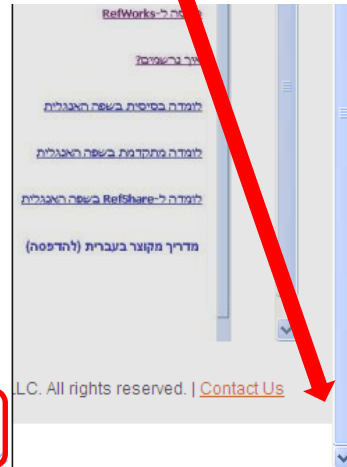 ל-RefWorks
איך נרשמים?
לומדה בסיסית בשפה האנגלית
לומדה מתקדמת בשפה האנגלית
לומדה ל-RefShare בשפה האנגלית
מדריך מקוצר בעברית (להדפסה)
LLC. All rights reserved. | Contact Us